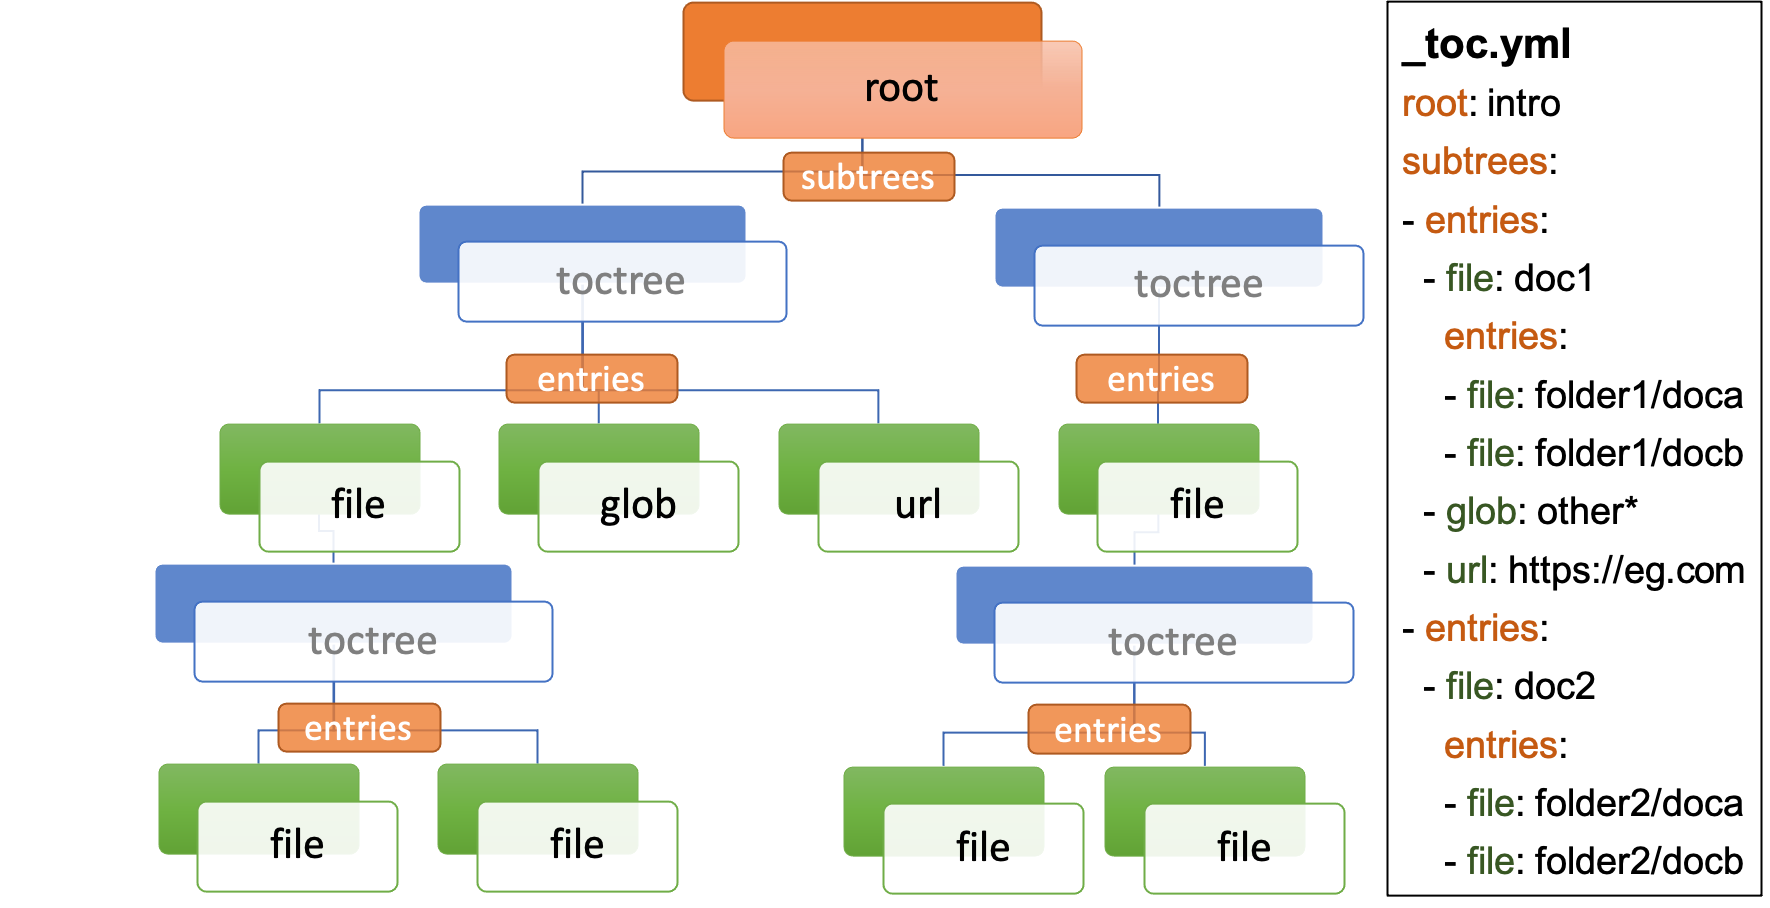 root
subtrees
toctree
toctree
entries
entries
file
glob
url
file
toctree
toctree
entries
entries
file
file
file
file
_toc.yml
root: intro
subtrees:
- entries:
- file: doc1
entries:
- file: folder1/doca
- file: folder1/docb
- glob: other*
- url: https://eg.com
- entries:
- file: doc2
entries:
- file: folder2/doca
- file: folder2/docb